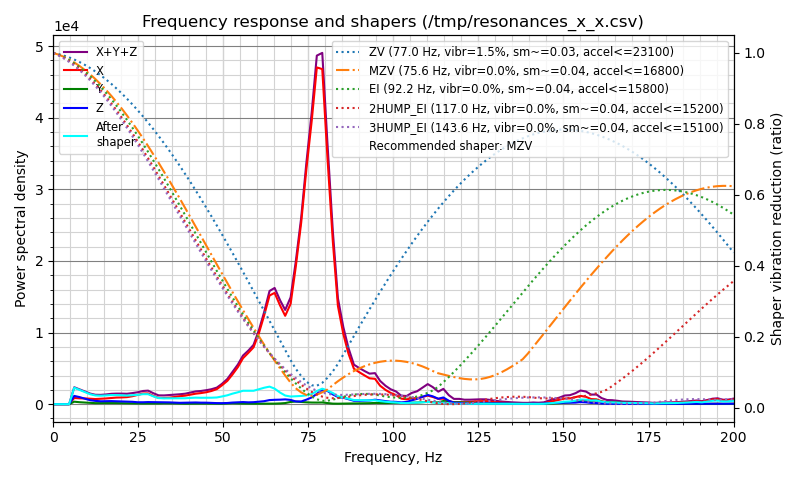 Frequency response and shapers (/tmp/resonances_x_x.csv)
1e4
X+Y+Z
X
Y
Z
After
shaper
ZV (77.0 Hz, vibr=1.5%, sm~=0.03, accel<=23100)
MZV (75.6 Hz, vibr=0.0%, sm~=0.04, accel<=16800)
EI (92.2 Hz, vibr=0.0%, sm~=0.04, accel<=15800)
2HUMP_EI (117.0 Hz, vibr=0.0%, sm~=0.04, accel<=15200)
3HUMP_EI (143.6 Hz, vibr=0.0%, sm~=0.04, accel<=15100)
Recommended shaper: MZV
Power spectral density
5
4
3
2
1
0
Shaper vibration reduction (ratio)
1.0
0.8
0.6
0.4
0.2
0.0
0 25 50 75 100 125 150 175 200
Frequency, Hz